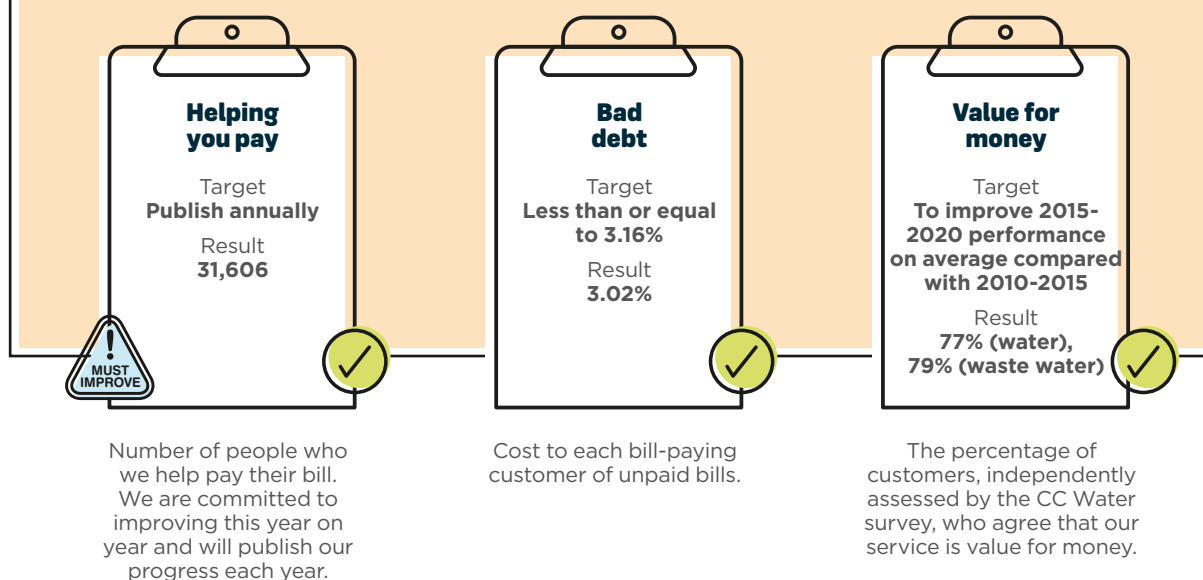 Helping
you pay
Target
Publish annually
Result
31,606
!
MUST
IMPROVE
Number of people who
we help pay their bill.
We are committed to
improving this year on
year and will publish our
progress each year.
Bad
debt
Target
Less than or equal
to 3.16%
Result
3.02%
Cost to each bill-paying
customer of unpaid bills.
Value for
money
Target
To improve 2015-
2020 performance
on average compared
with 2010-2015
Result
77% (water),
79% (waste water)
The percentage of
customers, independently
assessed by the CC Water
survey, who agree that our
service is value for money.